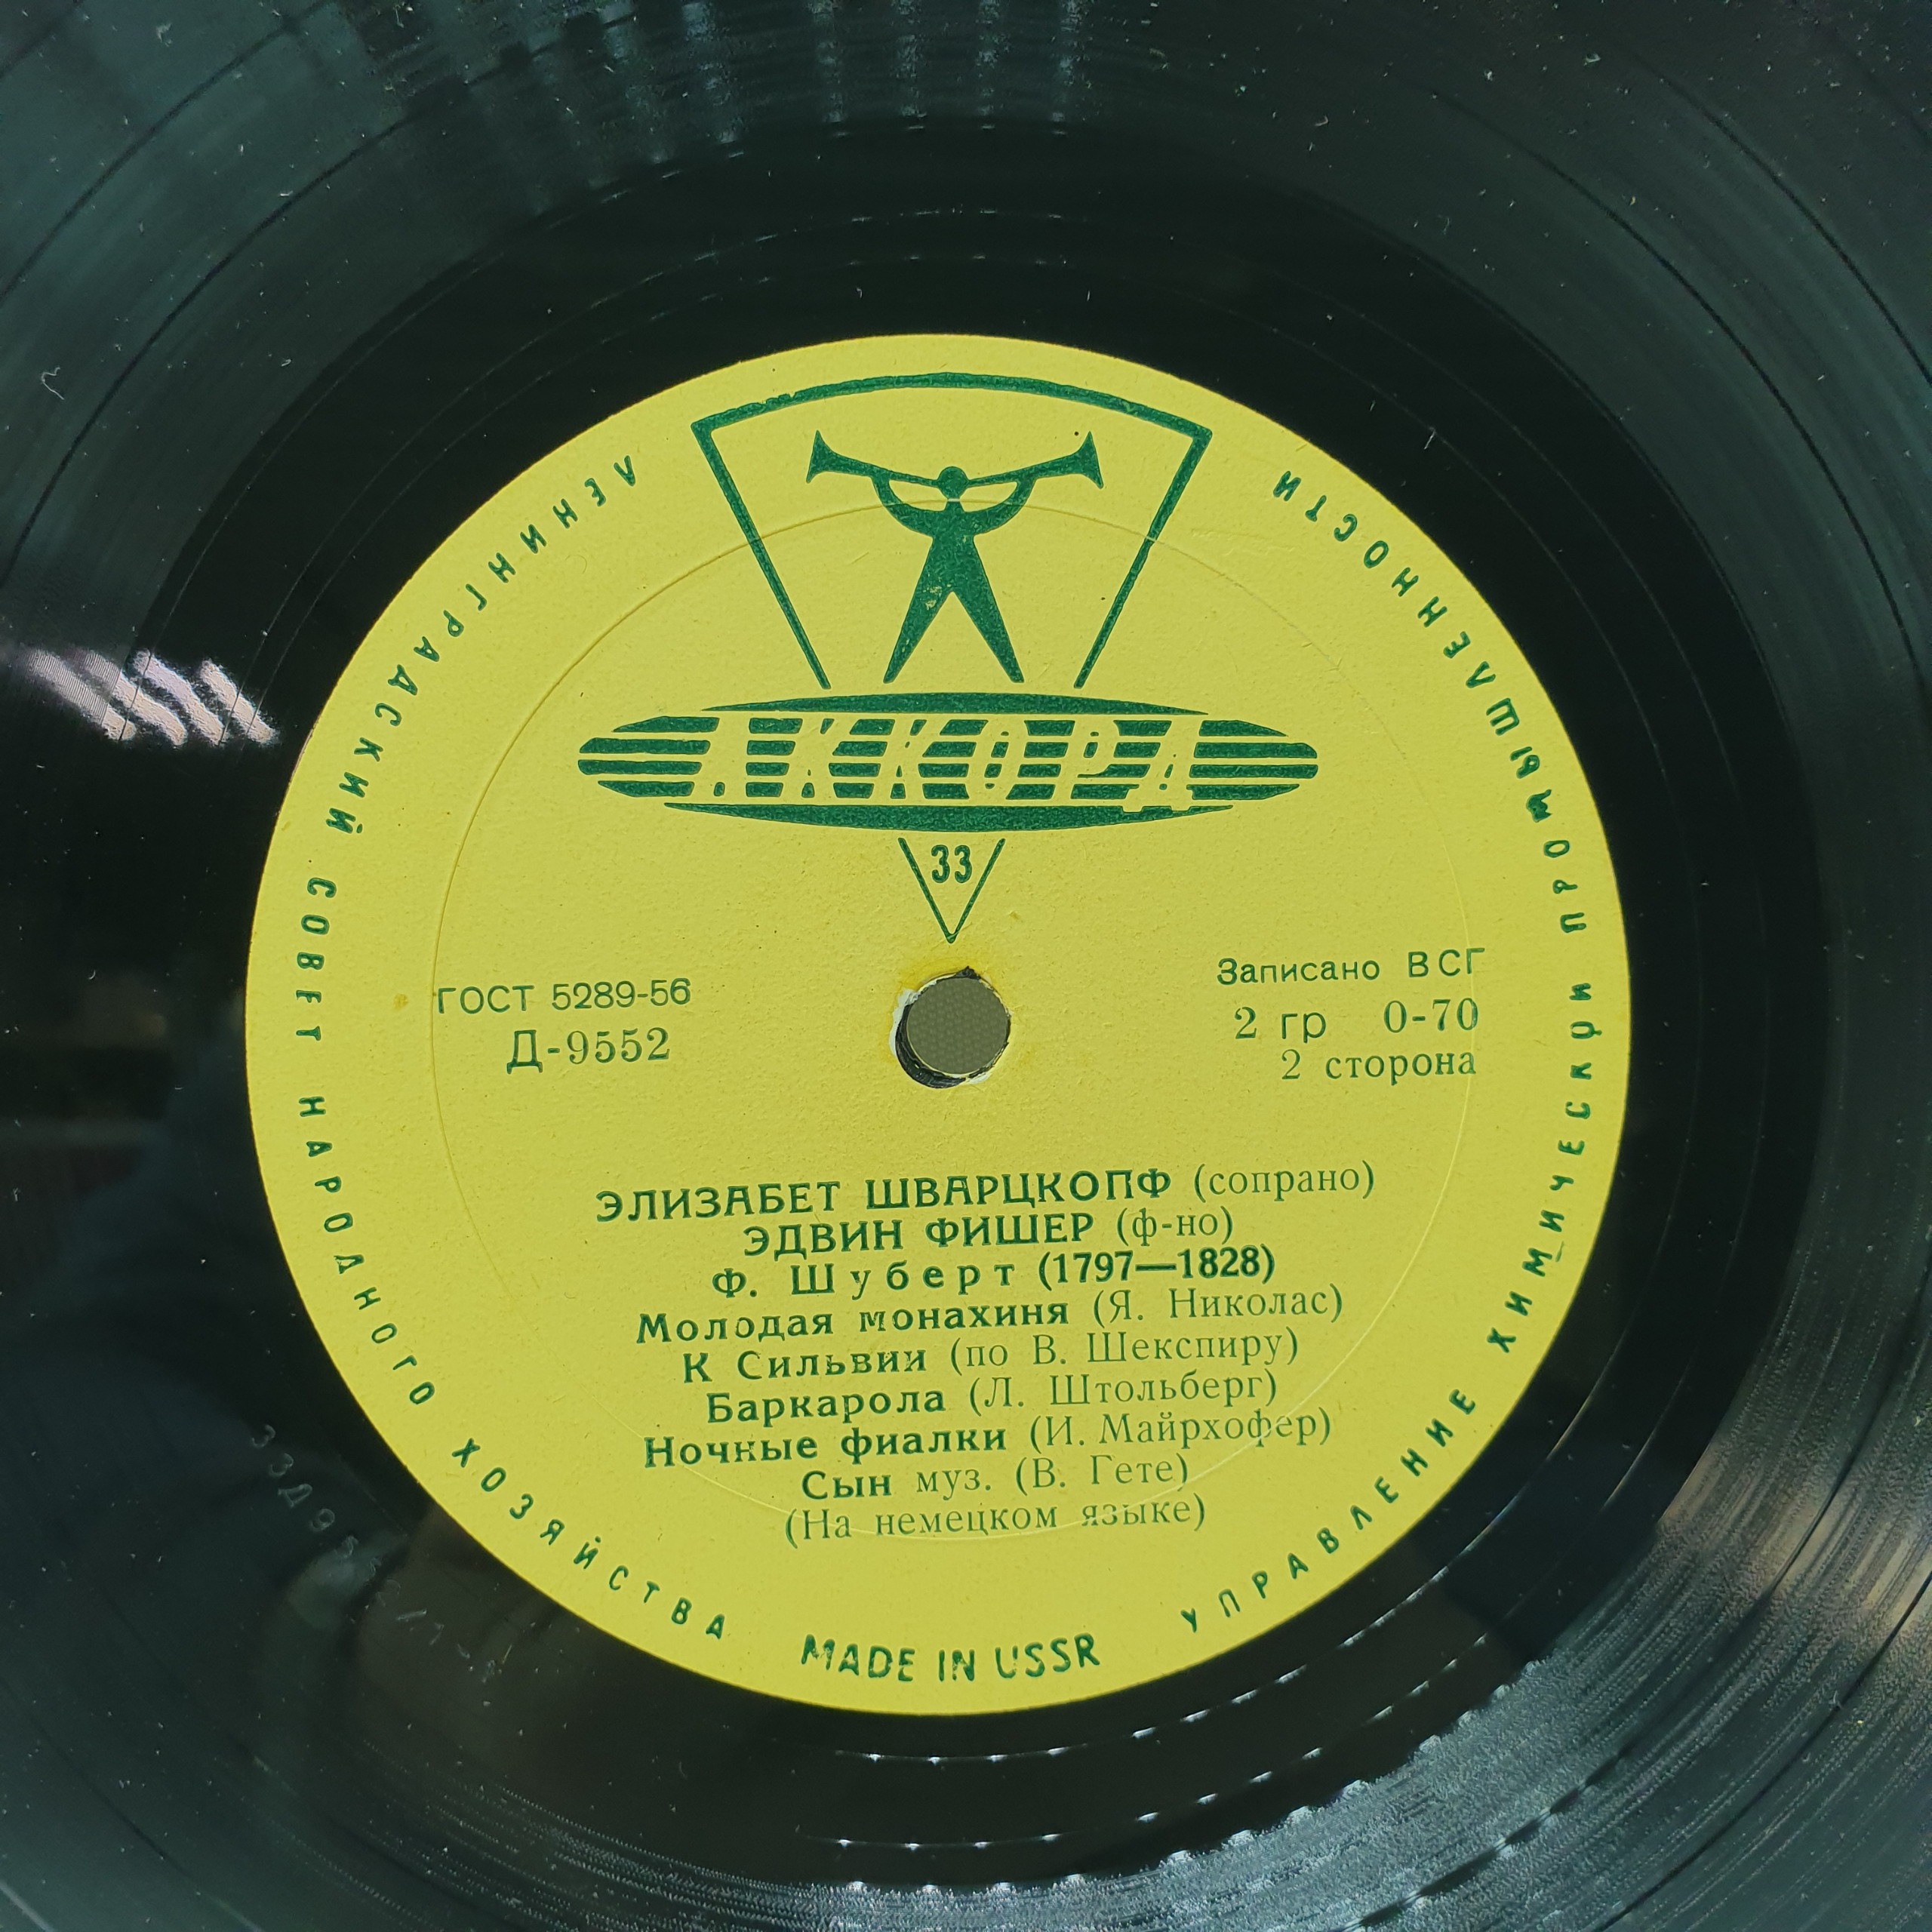 ЛЕНИНГРАДСКИЙ СОВЕТ НАРОДНОГО ХОЗЯЙСТВА
УПРАВЛЕНИЕ ХИМИЧЕСКОЙ ПРОМЫШЛЕННОСТИ
АККОРД
33
ГОСТ 5289-56
Д-9552
Записано ВСГ
2 гр 0-70
2 сторона
ЭЛИЗАБЕТ ШВАРЦКОПФ (сопрано)
ЭДВИН ФИШЕР (ф-но)
Ф. Шуберт (1797—1828)
Молодая монахиня (Я. Николас)
К Сильвии (по В. Шекспиру)
Баркарола (Л. Штольберг)
Ночные фиалки (И. Майрхофер)
Сын муз. (В. Гете)
(На немецком языке)
MADE IN USSR